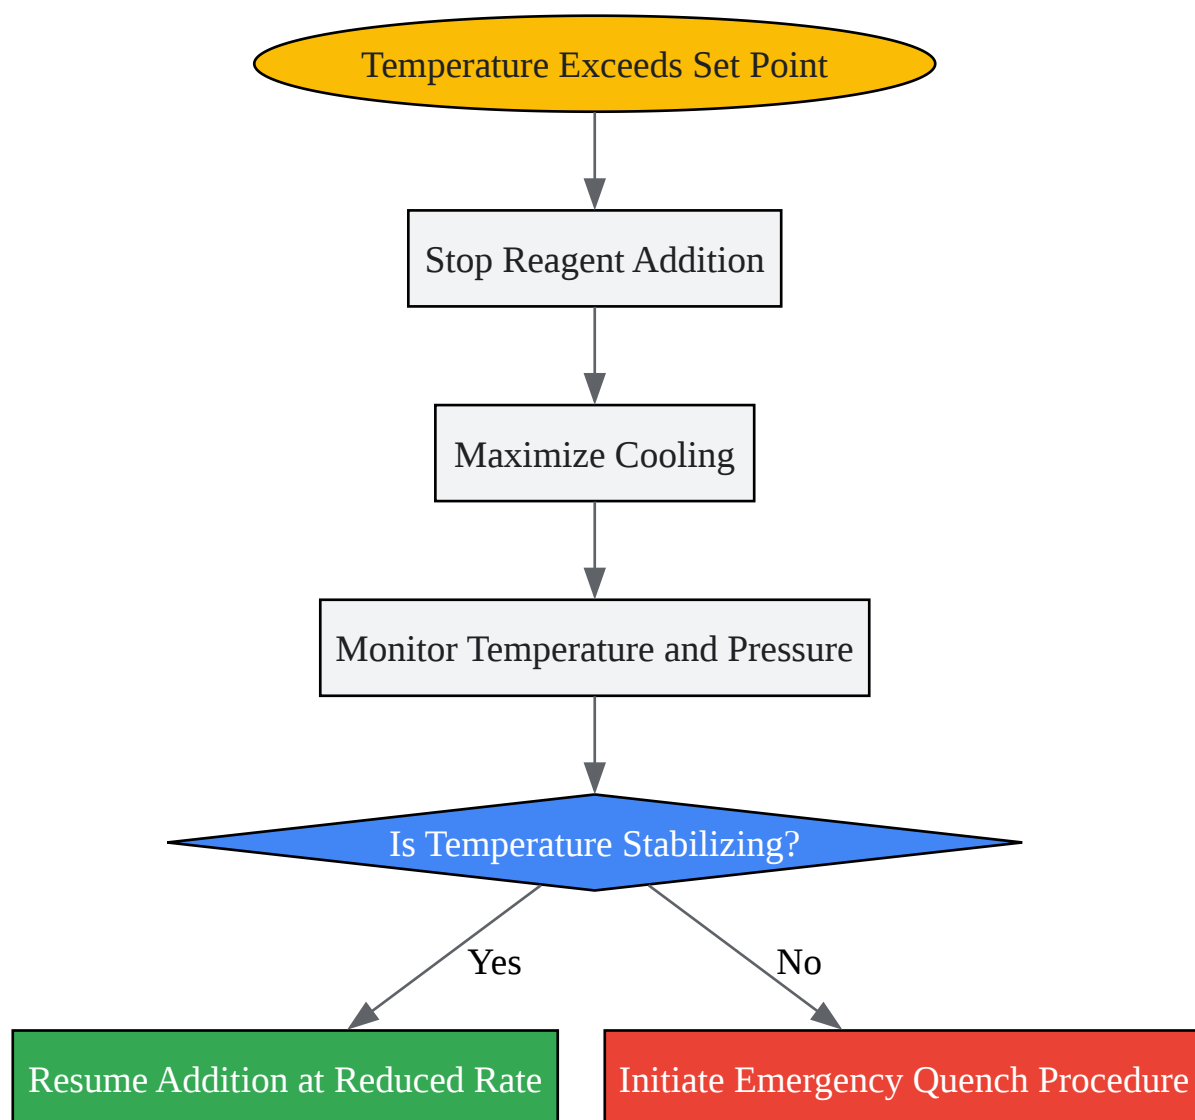 Temperature Exceeds Set Point
Stop Reagent Addition
Maximize Cooling
Monitor Temperature and Pressure
Is Temperature Stabilizing?
Yes
No
Resume Addition at Reduced Rate
Initiate Emergency Quench Procedure